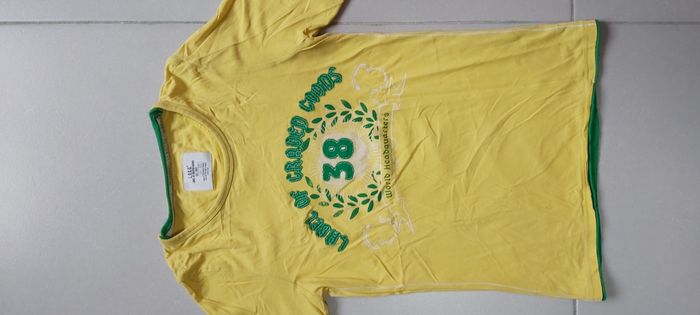 LABEL OF GRADED GOODS
38
World Headquarters